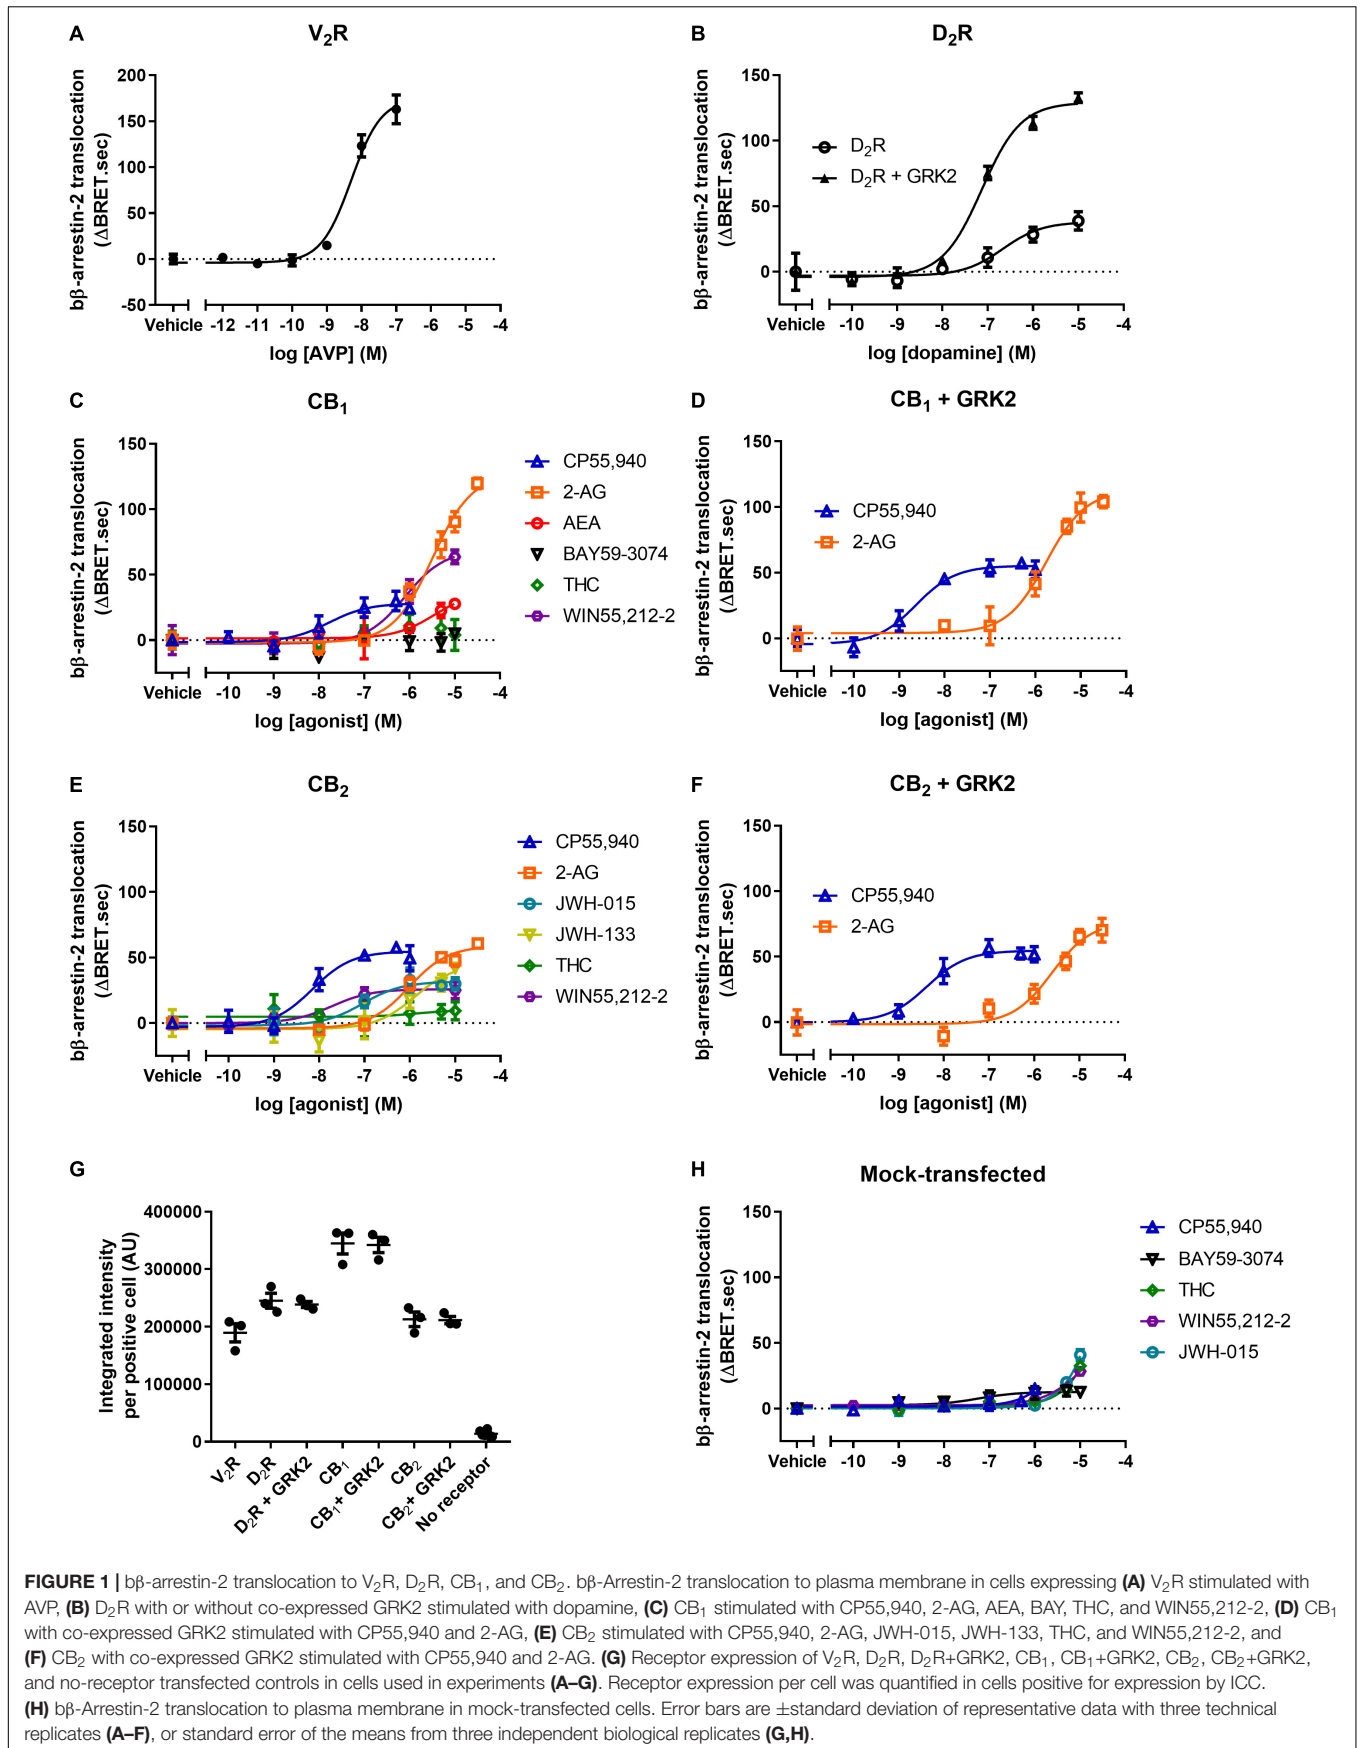 A
V2R
bβ-arrestin-2 translocation
(ΔBRET.sec)
200
150
100
50
0
-50
Vehicle -12 -11 -10 -9 -8 -7 -6 -5 -4
log [AVP] (M)
B
D2R
bβ-arrestin-2 translocation
(ΔBRET.sec)
150
100
50
0
D2R
D2R + GRK2
Vehicle -10 -9 -8 -7 -6 -5 -4
log [dopamine] (M)
C
CB1
bβ-arrestin-2 translocation
(ΔBRET.sec)
150
100
50
0
Vehicle -10 -9 -8 -7 -6 -5 -4
log [agonist] (M)
CP55,940
2-AG
AEA
BAY59-3074
THC
WIN55,212-2
D
CB1 + GRK2
bβ-arrestin-2 translocation
(ΔBRET.sec)
150
100
50
0
CP55,940
2-AG
Vehicle -10 -9 -8 -7 -6 -5 -4
log [agonist] (M)
E
CB2
bβ-arrestin-2 translocation
(ΔBRET.sec)
150
100
50
0
Vehicle -10 -9 -8 -7 -6 -5 -4
log [agonist] (M)
CP55,940
2-AG
JWH-015
JWH-133
THC
WIN55,212-2
F
CB2 + GRK2
bβ-arrestin-2 translocation
(ΔBRET.sec)
150
100
50
0
CP55,940
2-AG
Vehicle -10 -9 -8 -7 -6 -5 -4
log [agonist] (M)
G
Integrated intensity
per positive cell (AU)
400000
300000
200000
100000
0
V2R
D2R
D2R + GRK2
CB1
CB1+ GRK2
CB2
CB2+ GRK2
No receptor
H
Mock-transfected
bβ-arrestin-2 translocation
(ΔBRET.sec)
150
100
50
0
Vehicle -10 -9 -8 -7 -6 -5 -4
log [agonist] (M)
CP55,940
BAY59-3074
THC
WIN55,212-2
JWH-015
FIGURE 1 | bβ-arrestin-2 translocation to V2R, D2R, CB1, and CB2. bβ-Arrestin-2 translocation to plasma membrane in cells expressing (A) V2R stimulated with
AVP, (B) D2R with or without co-expressed GRK2 stimulated with dopamine, (C) CB1 stimulated with CP55,940, 2-AG, AEA, BAY, THC, and WIN55,212-2, (D) CB1
with co-expressed GRK2 stimulated with CP55,940 and 2-AG, (E) CB2 stimulated with CP55,940, 2-AG, JWH-015, JWH-133, THC, and WIN55,212-2, and
(F) CB2 with co-expressed GRK2 stimulated with CP55,940 and 2-AG. (G) Receptor expression of V2R, D2R, D2R+GRK2, CB1, CB1+GRK2, CB2, CB2+GRK2,
and no-receptor transfected controls in cells used in experiments (A–G). Receptor expression per cell was quantified in cells positive for expression by ICC.
(H) bβ-Arrestin-2 translocation to plasma membrane in mock-transfected cells. Error bars are ±standard deviation of representative data with three technical
replicates (A–F), or standard error of the means from three independent biological replicates (G,H).